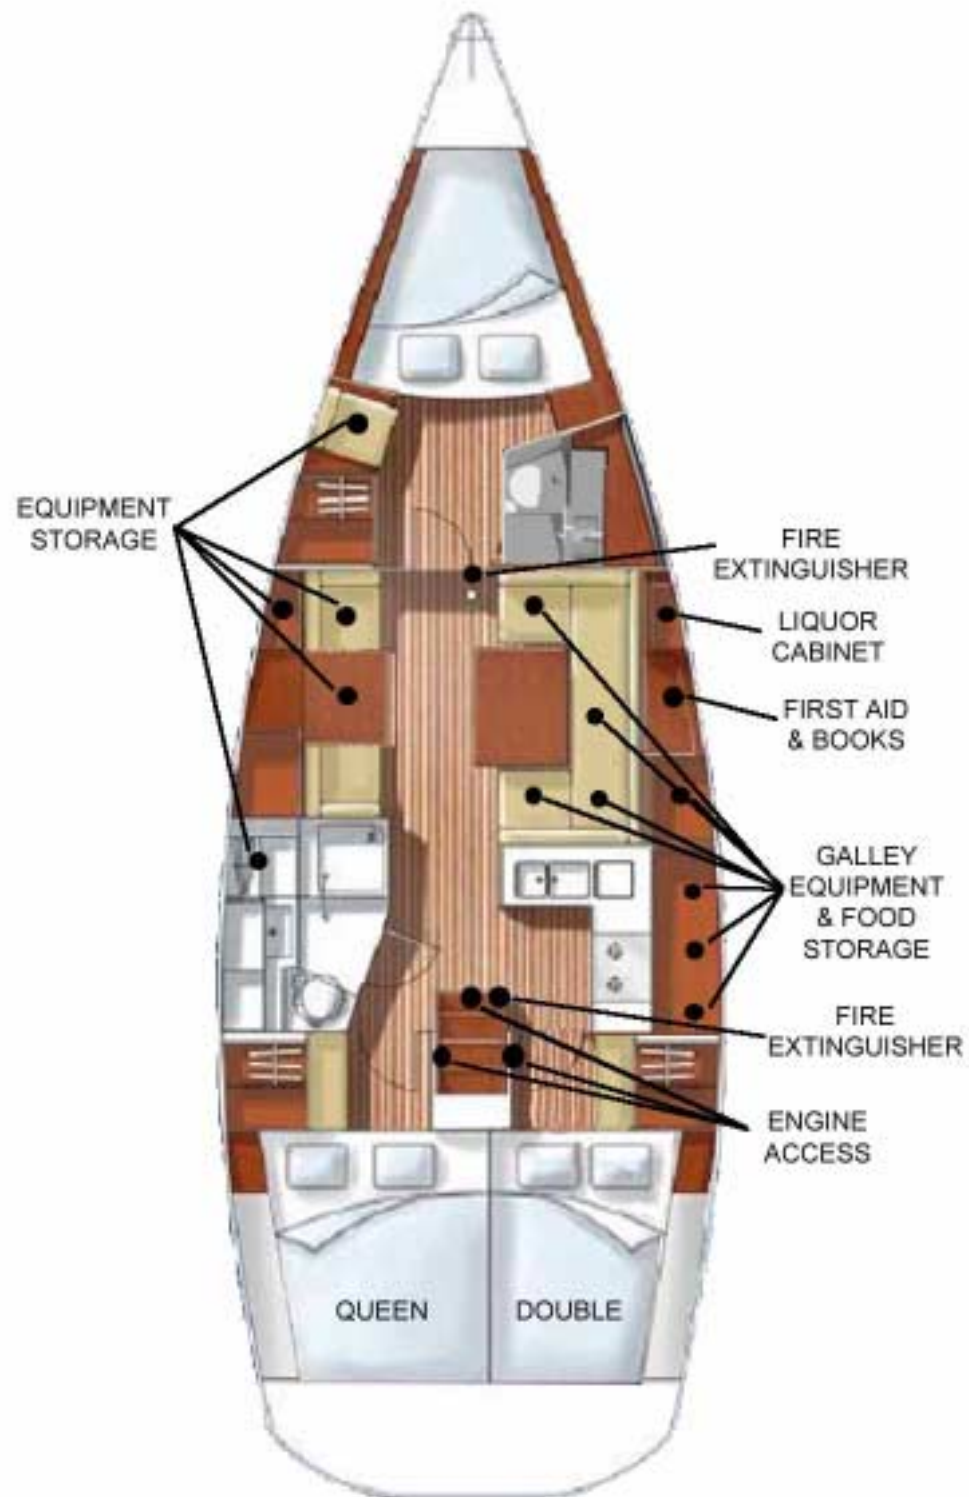 EQUIPMENT
STORAGE
FIRE
EXTINGUISHER
LIQUOR
CABINET
FIRST AID
& BOOKS
GALLEY
EQUIPMENT
& FOOD
STORAGE
FIRE
EXTINGUISHER
ENGINE
ACCESS
QUEEN
DOUBLE